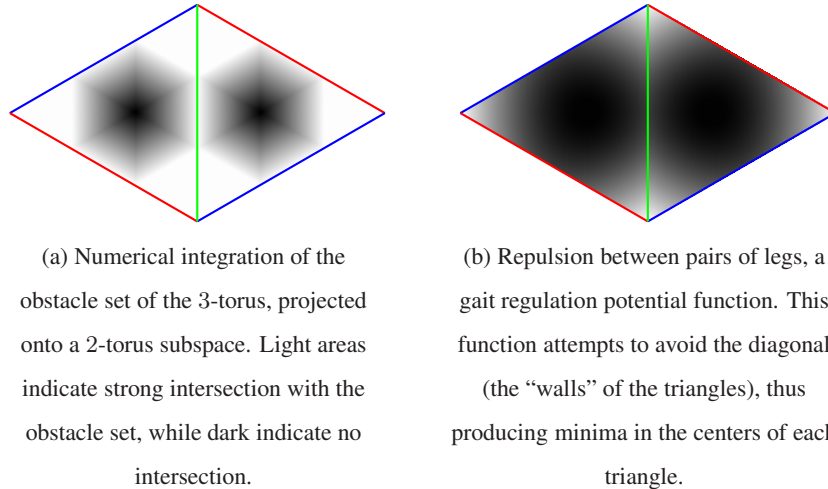 (a) Numerical integration of the
obstacle set of the 3-torus, projected
onto a 2-torus subspace. Light areas
indicate strong intersection with the
obstacle set, while dark indicate no
intersection.
(b) Repulsion between pairs of legs, a
gait regulation potential function. This
function attempts to avoid the diagonal
(the “walls” of the triangles), thus
producing minima in the centers of each
triangle.